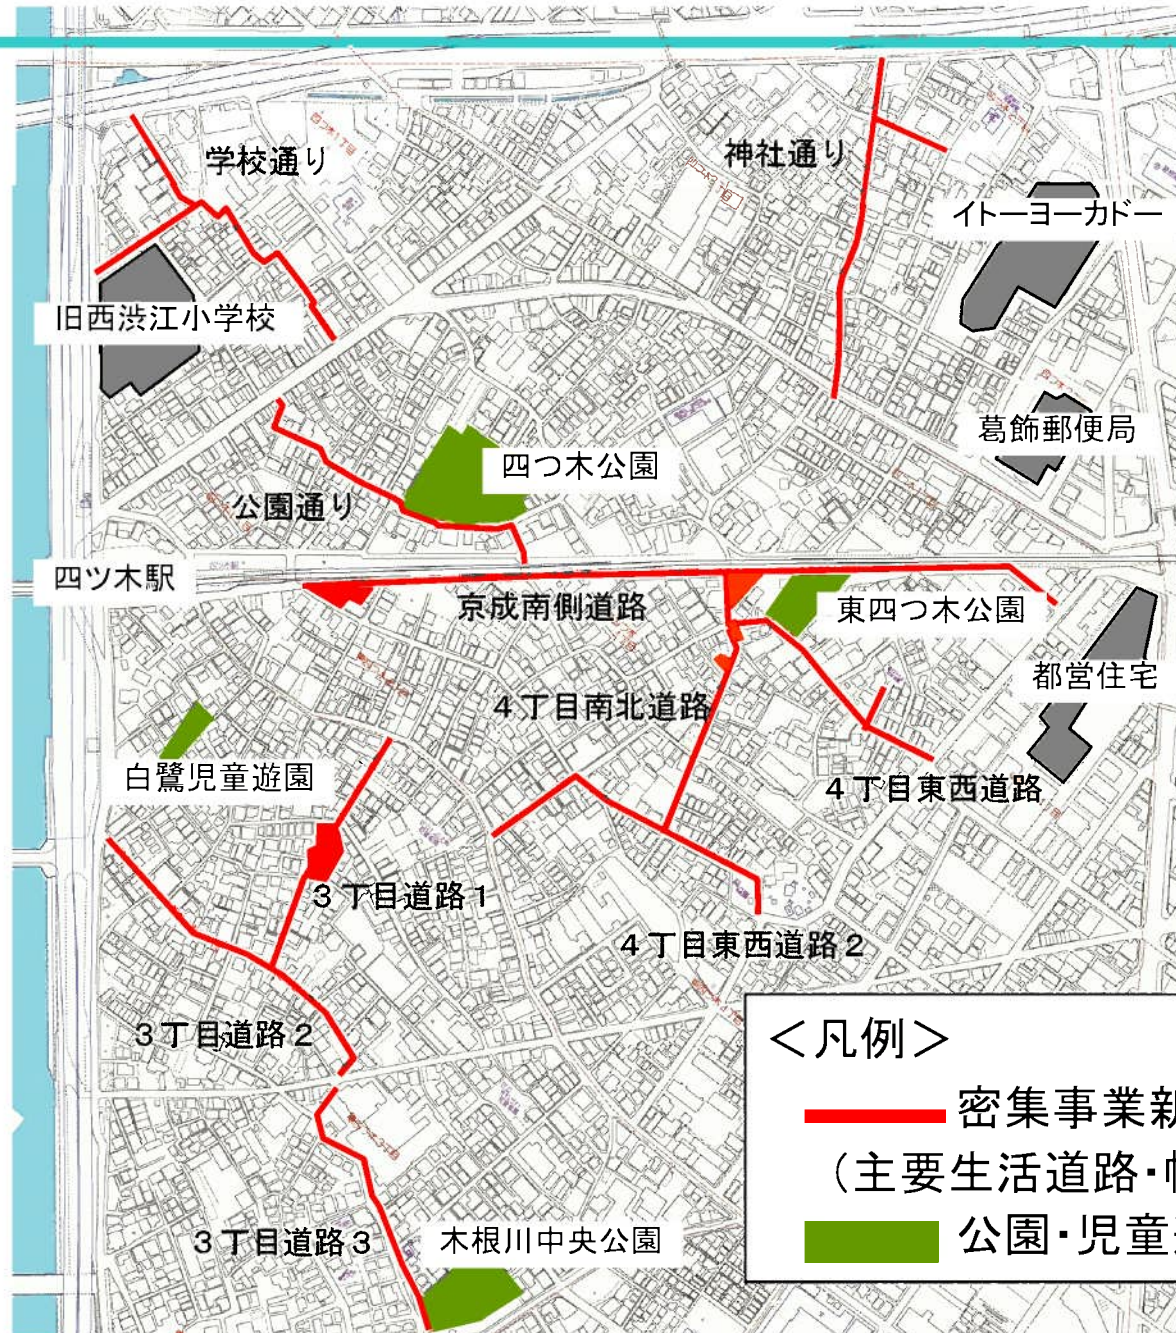 学校通り
神社通り
イトーヨーカドー
旧西渋江小学校
葛飾郵便局
四つ木公園
公園通り
四ツ木駅
京成南側道路
東四つ木公園
都営住宅
4丁目南北道路
白鷺児童遊園
4丁目東西道路
3丁目道路1
4丁目東西道路2
3丁目道路2
3丁目道路3
木根川中央公園
＜凡例＞
密集事業新
（主要生活道路・幅
公園・児童遊